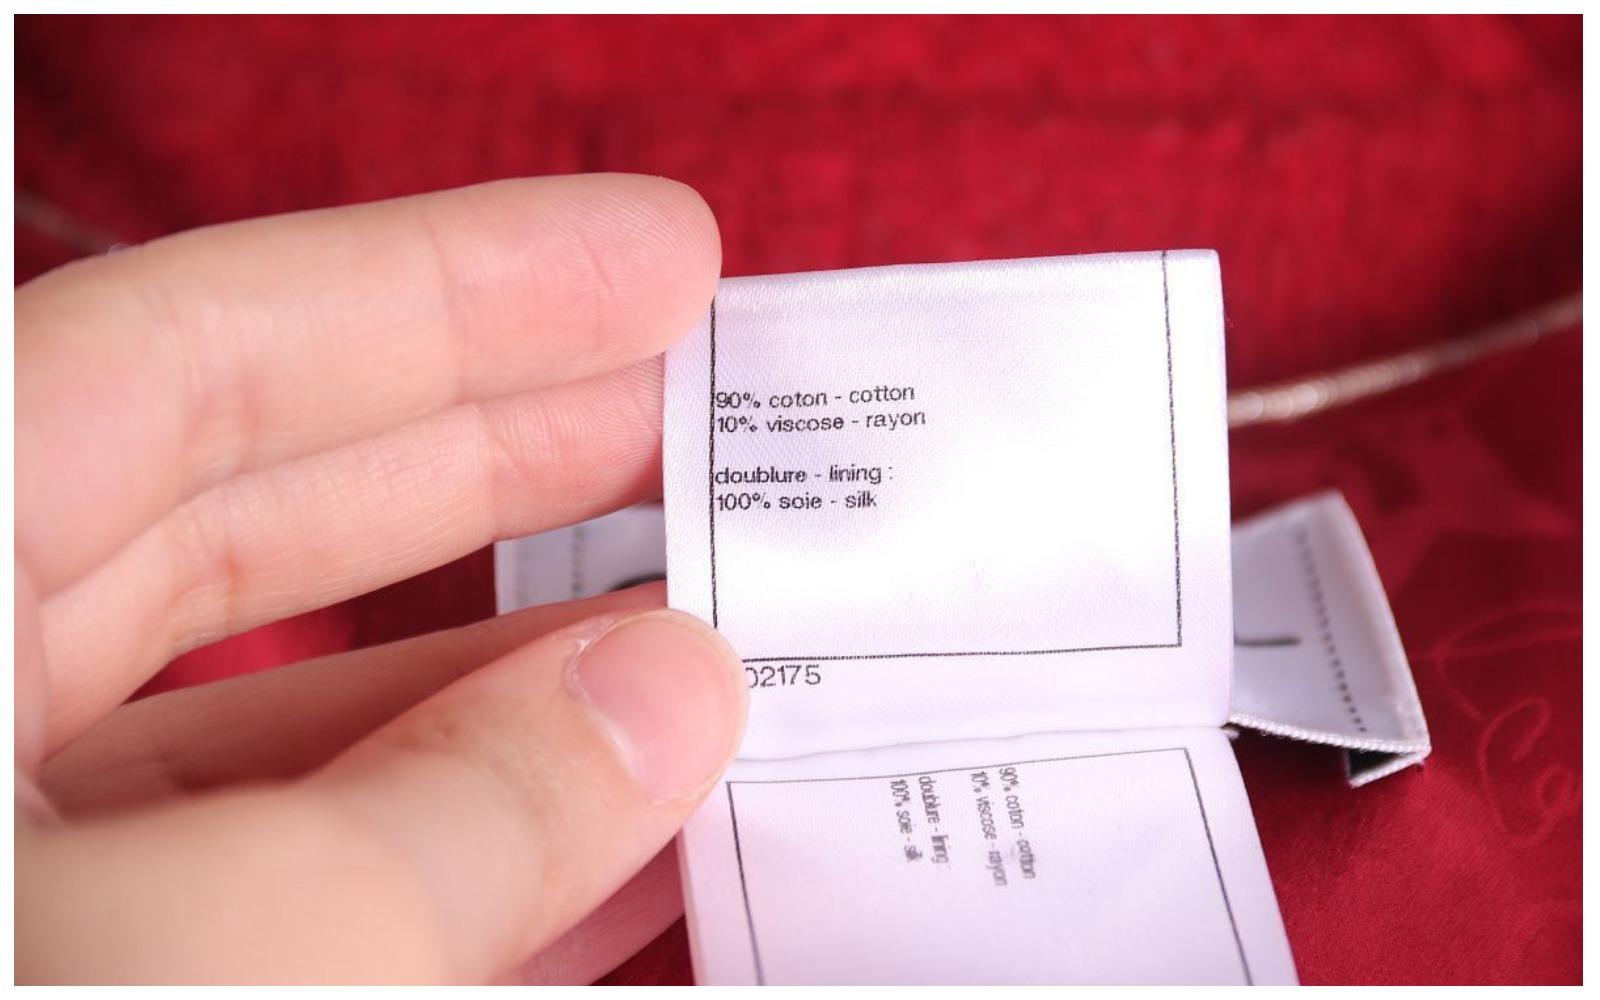 90% coton - cotton
10% viscose - rayon
doublure - lining :
100% soie - silk
02175
90% coton - cotton
10% viscose - rayon
doublure - lining :
100% soie - silk